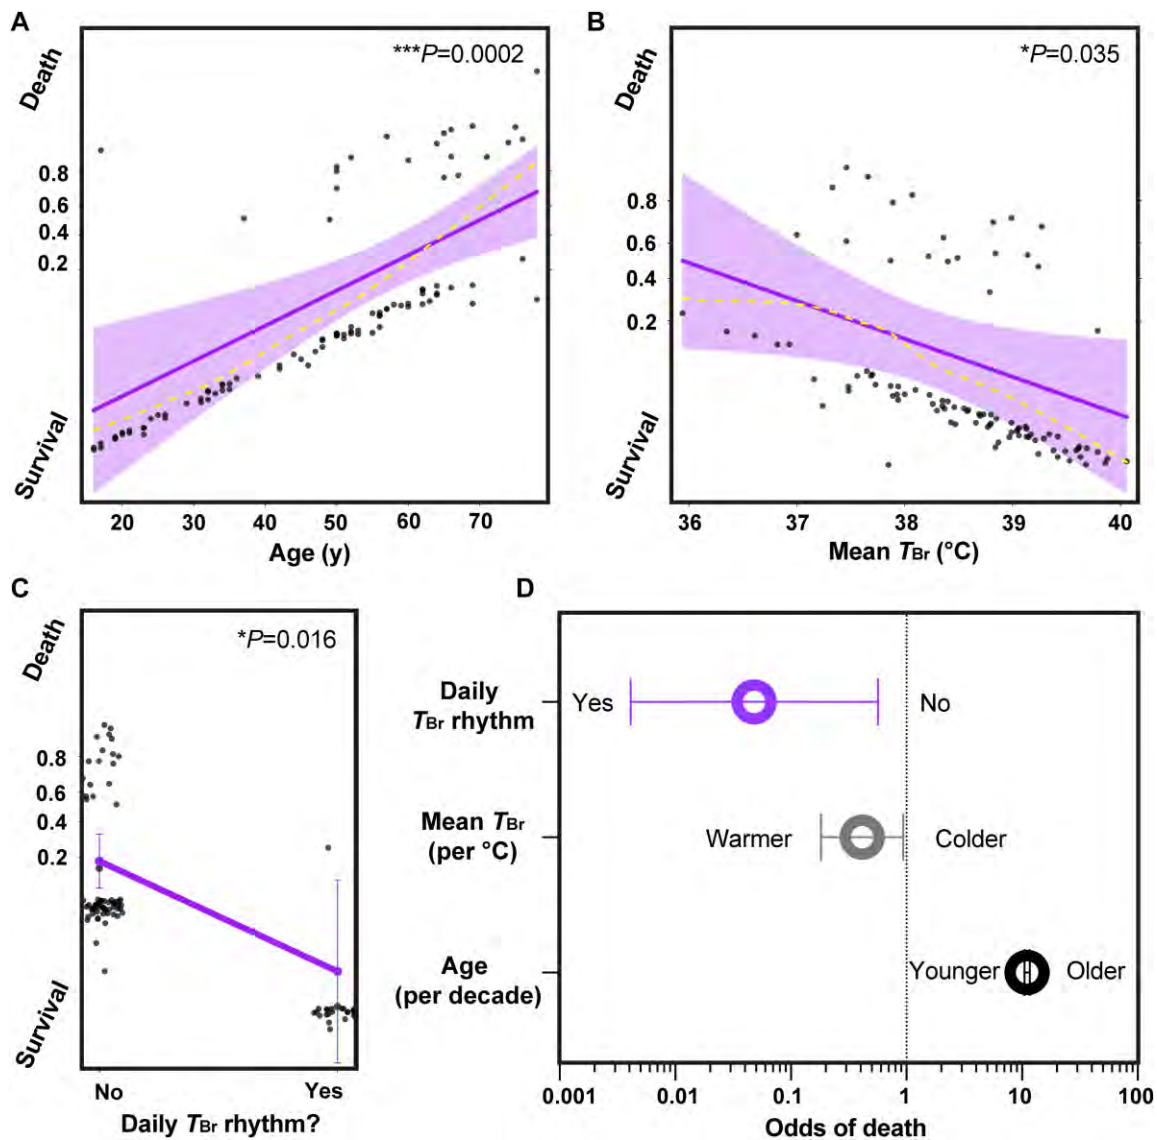 A
***P=0.0002
Death
0.8
0.6
0.4
0.2
Survival
20 30 40 50 60 70
Age (y)
B
*P=0.035
Death
0.8
0.6
0.4
0.2
Survival
36 37 38 39 40
Mean TBr (°C)
C
*P=0.016
Death
0.8
0.6
0.4
0.2
Survival
No Yes
Daily TBr rhythm?
D
Daily
TBr rhythm
Yes No
Mean TBr
(per °C)
Warmer Colder
Age
(per decade)
Younger Older
0.001 0.01 0.1 1 10 100
Odds of death